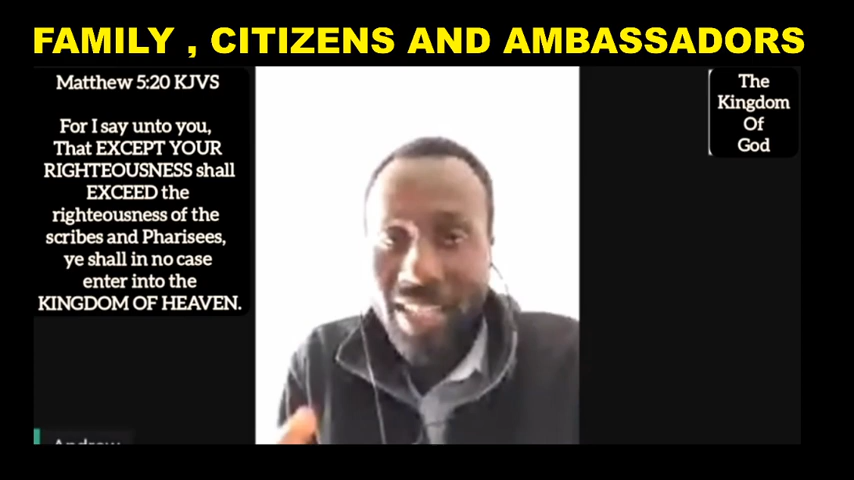 FAMILY , CITIZENS AND AMBASSADORS
Matthew 5:20 KJVS
For I say unto you,
That EXCEPT YOUR
RIGHTEOUSNESS shall
EXCEED the
righteousness of the
scribes and Pharisees,
ye shall in no case
enter into the
KINGDOM OF HEAVEN.
The
Kingdom
Of
God
Andrew